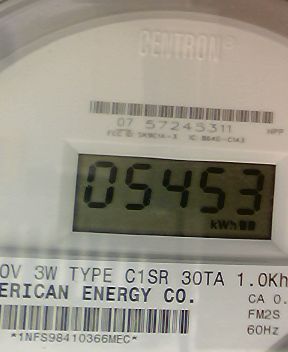 CENTRON®
07 57245311
05453
kWh
0V 3W TYPE C1SR 30TA 1.0Kh
ERICAN ENERGY CO.
CA 0.
FM2S
60Hz
*1NFS98410366MEC*